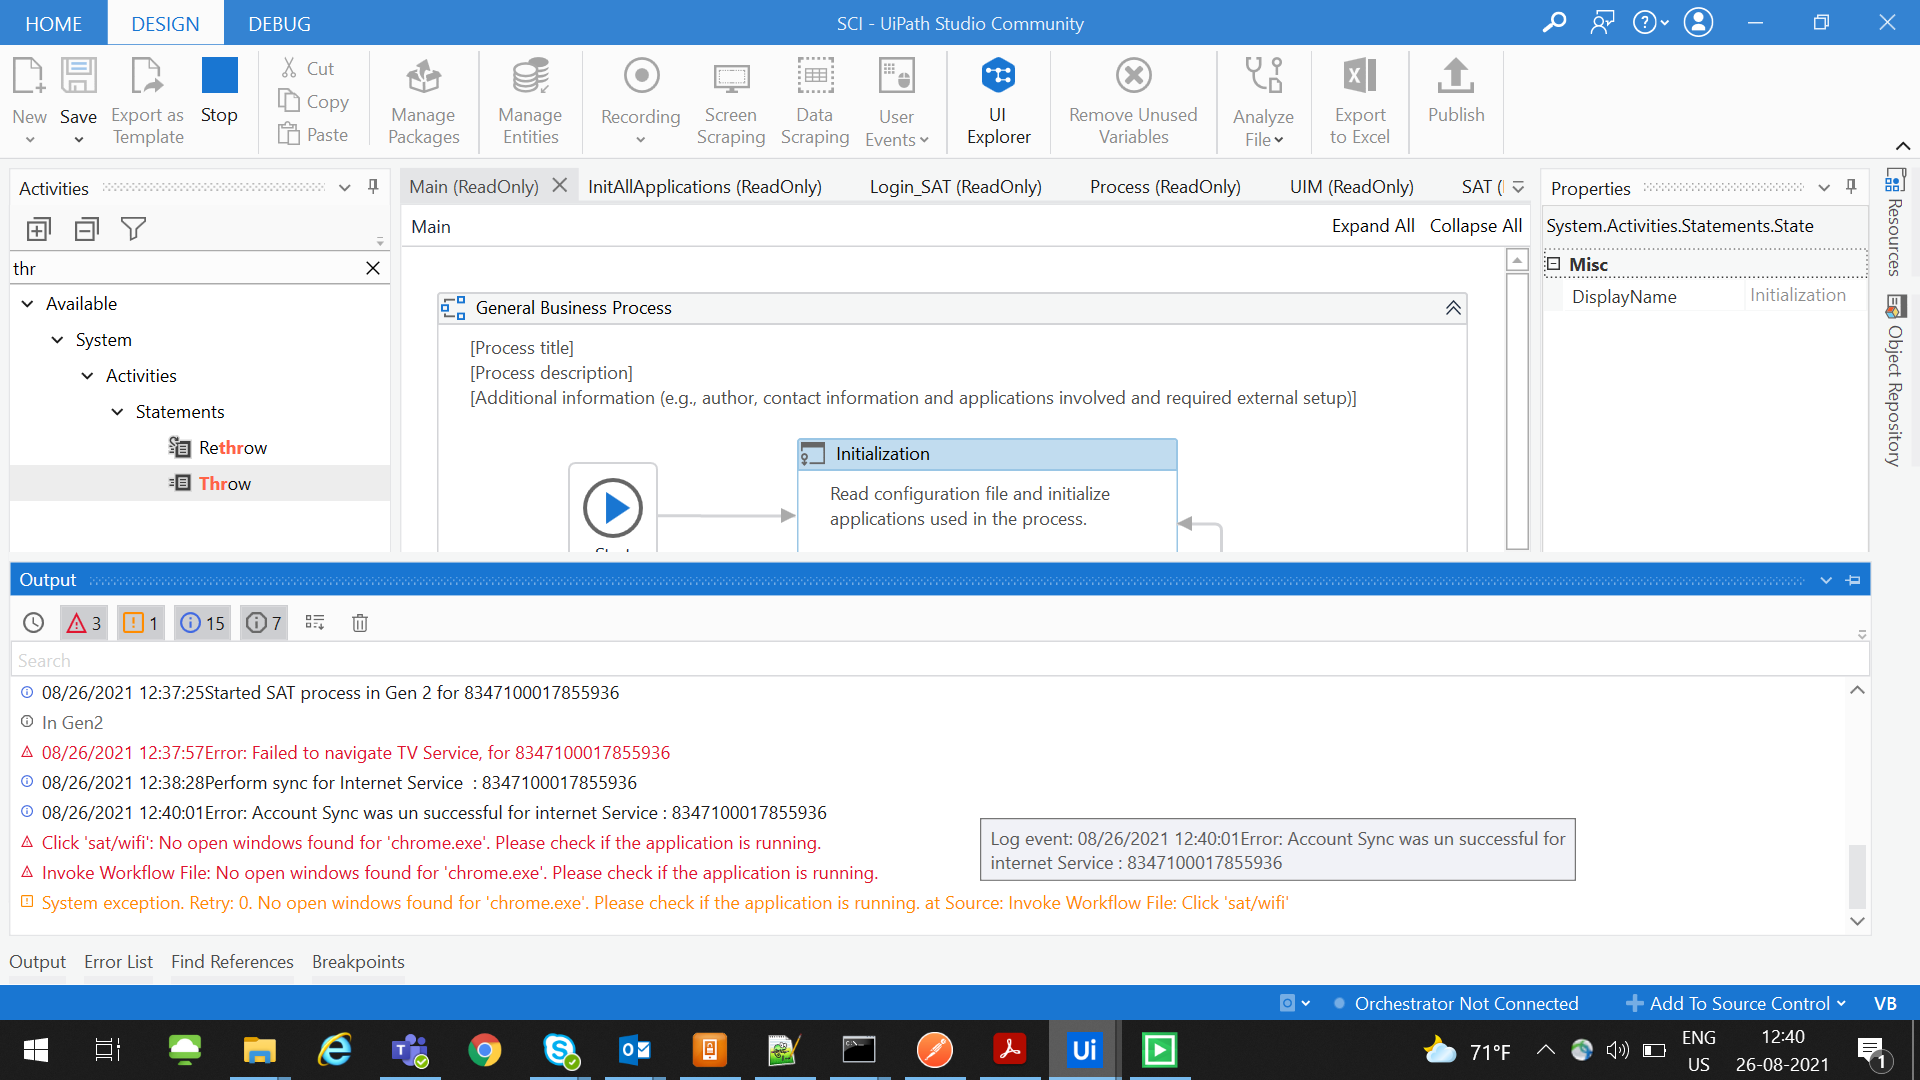 HOME
DESIGN
DEBUG
SCI - UiPath Studio Community
New
Save
Export as
Template
Stop
Cut
Copy
Paste
Manage
Packages
Manage
Entities
Recording
Screen
Scraping
Data
Scraping
User
Events
UI
Explorer
Remove Unused
Variables
Analyze
File
Export
to Excel
Publish
Activities
thr
Available
System
Activities
Statements
Rethrow
Throw
Main (ReadOnly)
InitAllApplications (ReadOnly)
Login_SAT (ReadOnly)
Process (ReadOnly)
UIM (ReadOnly)
SAT (
Main
Expand All
Collapse All
General Business Process
[Process title]
[Process description]
[Additional information (e.g., author, contact information and applications involved and required external setup)]
Initialization
Read configuration file and initialize
applications used in the process.
Properties
System.Activities.Statements.State
Misc
DisplayName
Initialization
Resources
Object Repository
Output
3
1
15
7
Search
08/26/2021 12:37:25Started SAT process in Gen 2 for 8347100017855936
In Gen2
08/26/2021 12:37:57Error: Failed to navigate TV Service, for 8347100017855936
08/26/2021 12:38:28Perform sync for Internet Service  : 8347100017855936
08/26/2021 12:40:01Error: Account Sync was un successful for internet Service : 8347100017855936
Click 'sat/wifi': No open windows found for 'chrome.exe'. Please check if the application is running.
Invoke Workflow File: No open windows found for 'chrome.exe'. Please check if the application is running.
System exception. Retry: 0. No open windows found for 'chrome.exe'. Please check if the application is running. at Source: Invoke Workflow File: Click 'sat/wifi'
Log event: 08/26/2021 12:40:01Error: Account Sync was un successful for
internet Service : 8347100017855936
Output
Error List
Find References
Breakpoints
Orchestrator Not Connected
Add To Source Control
VB
Ui
71°F
ENG
US
12:40
26-08-2021
1